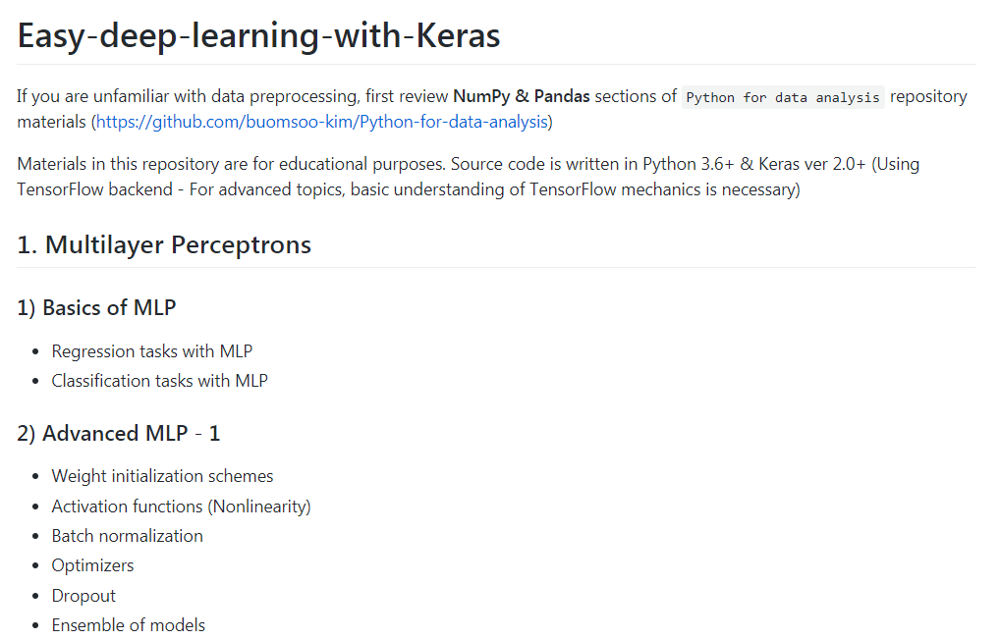 Easy-deep-learning-with-Keras
If you are unfamiliar with data preprocessing, first review NumPy & Pandas sections of Python for data analysis repository
materials (https://github.com/buomsoo-kim/Python-for-data-analysis)
Materials in this repository are for educational purposes. Source code is written in Python 3.6+ & Keras ver 2.0+ (Using
TensorFlow backend - For advanced topics, basic understanding of TensorFlow mechanics is necessary)
1. Multilayer Perceptrons
1) Basics of MLP
• Regression tasks with MLP
• Classification tasks with MLP
2) Advanced MLP - 1
• Weight initialization schemes
• Activation functions (Nonlinearity)
• Batch normalization
• Optimizers
• Dropout
• Ensemble of models